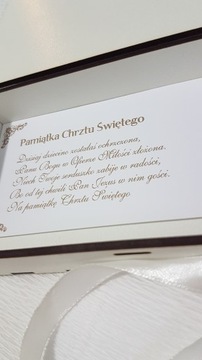 Pamiątka Chrztu Świętego
Dzisiaj dziecino zostałaś ochrzczona,
Panu Bogu w Ofierze Miłości złożona.
Niech Twoje serduszko zabije w radości,
Bo od tej chwili Pan Jezus w nim gości.
Na pamiątkę Chrztu Świętego